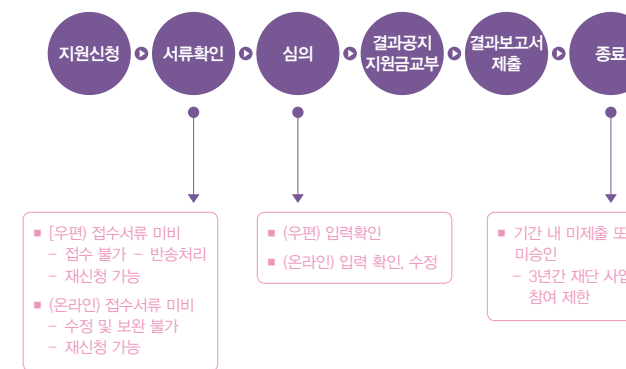 지원신청
서류확인
심의
결과공지
지원금교부
결과보고서
제출
종료
■ [우편) 접수서류 미비
- 접수 불가 - 반송처리
- 재신청 가능
■ (온라인) 접수서류 미비
- 수정 및 보완 불가
- 재신청 가능
■ (우편) 입력확인
■ (온라인) 입력 확인, 수정
■ 기간 내 미제출 또
미승인
- 3년간 재단 사업
참여 제한